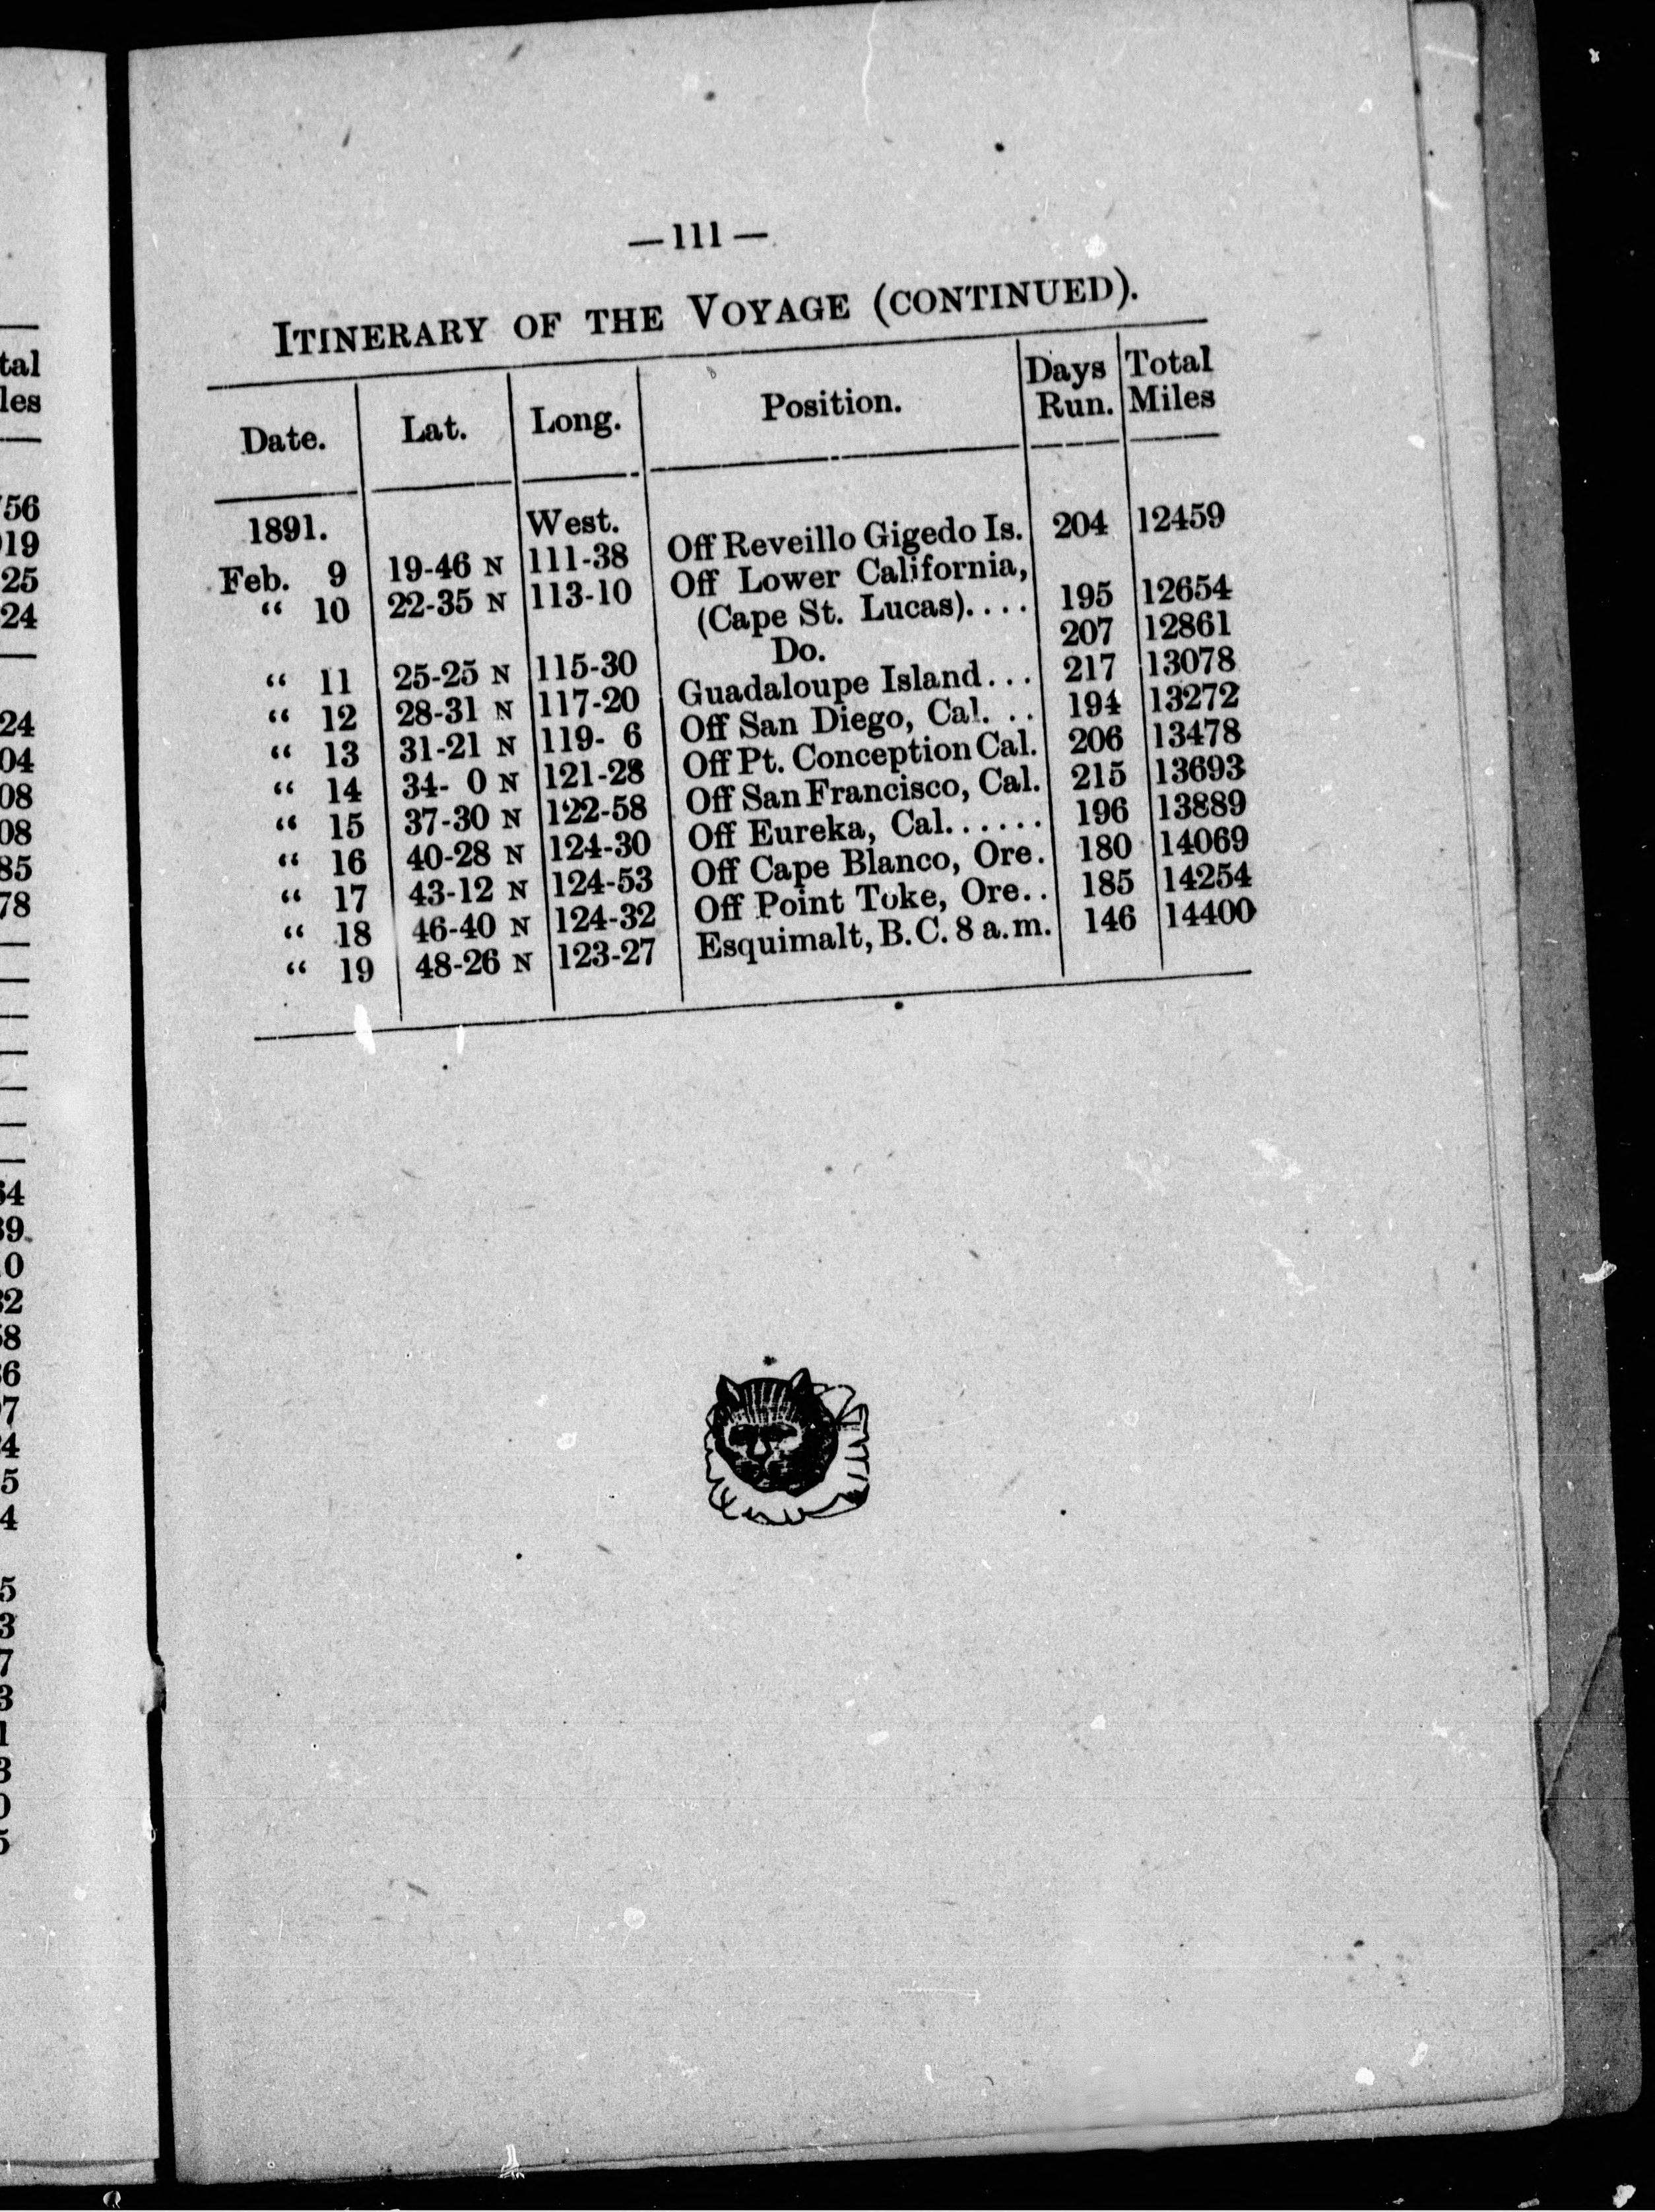 —111—
ITINERARY OF THE VOYAGE (CONTINUED).
Date. Lat. Long. Position. Days Run. Total Miles
1891. West.
Feb. 9 19-46 N 111-38 Off Reveillo Gigedo Is. 204 12459
“ 10 22-35 N 113-10 Off Lower California,
(Cape St. Lucas).... 195 12654
“ 11 25-25 N 115-30 Do. 207 12861
“ 12 28-31 N 117-20 Guadaloupe Island... 217 13078
“ 13 31-21 N 119- 6 Off San Diego, Cal. .. 194 13272
“ 14 34- 0 N 121-28 Off Pt. Conception Cal. 206 13478
“ 15 37-30 N 122-58 Off San Francisco, Cal. 215 13693
“ 16 40-28 N 124-30 Off Eureka, Cal...... 196 13889
“ 17 43-12 N 124-53 Off Cape Blanco, Ore. 180 14069
“ 18 46-40 N 124-32 Off Point Toke, Ore.. 185 14254
“ 19 48-26 N 123-27 Esquimalt, B.C. 8 a.m. 146 14400